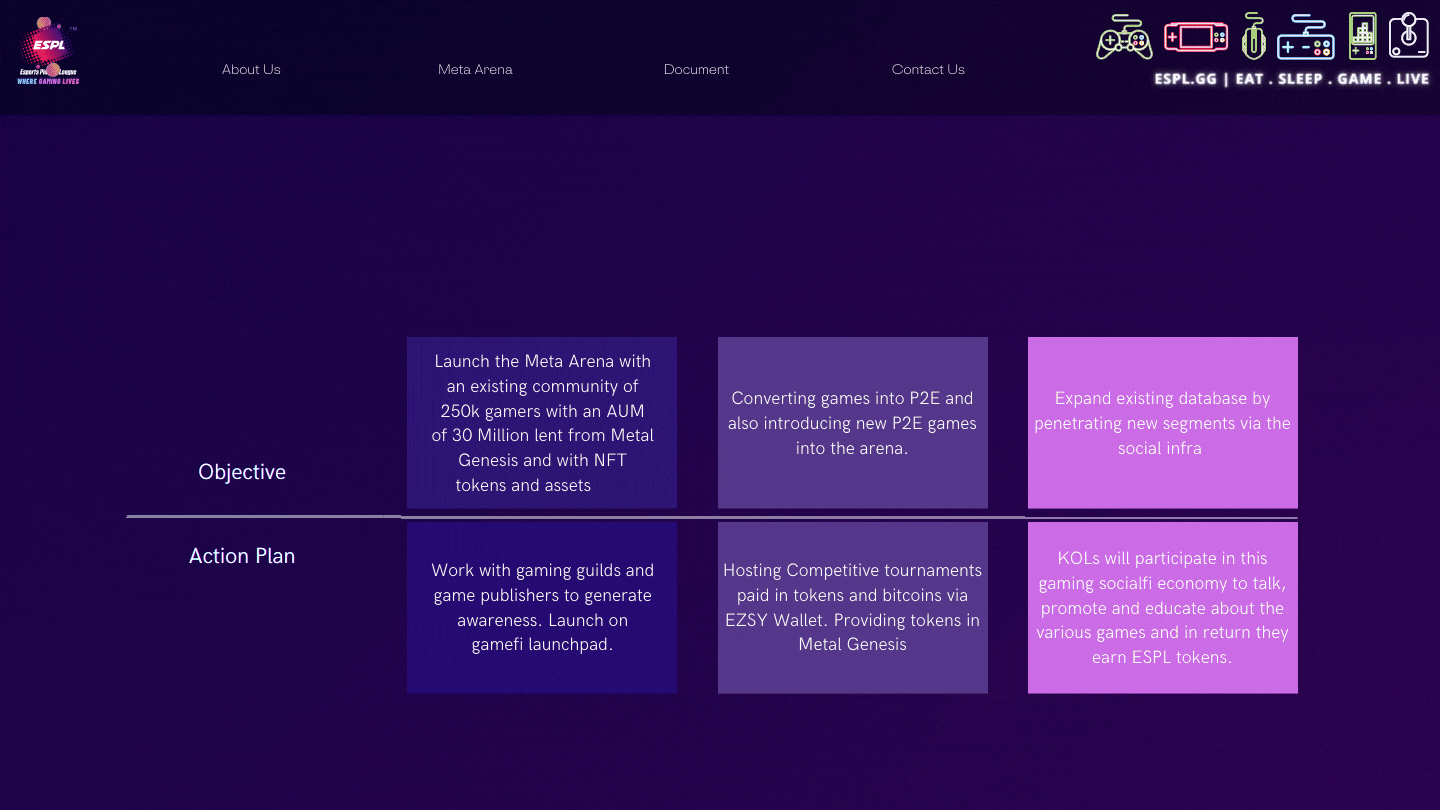 ESPL
TM
Esports Pl League
WHERE GAMING LIVES
About Us
Meta Arena
Document
Contact Us
ESPL.GG | EAT . SLEEP . GAME . LIVE
Objective
Launch the Meta Arena with
an existing community of
250k gamers with an AUM
of 30 Million lent from Metal
Genesis and with NFT
tokens and assets
Converting games into P2E and
also introducing new P2E games
into the arena.
Expand existing database by
penetrating new segments via the
social infra
Action Plan
Work with gaming guilds and
game publishers to generate
awareness. Launch on
gamefi launchpad.
Hosting Competitive tournaments
paid in tokens and bitcoins via
EZSY Wallet. Providing tokens in
Metal Genesis
KOLs will participate in this
gaming socialfi economy to talk,
promote and educate about the
various games and in return they
earn ESPL tokens.